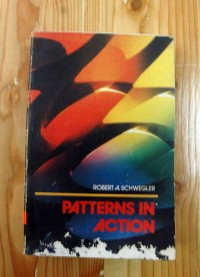 ROBERT A. SCHWEGLER
PATTERNS IN
ACTION